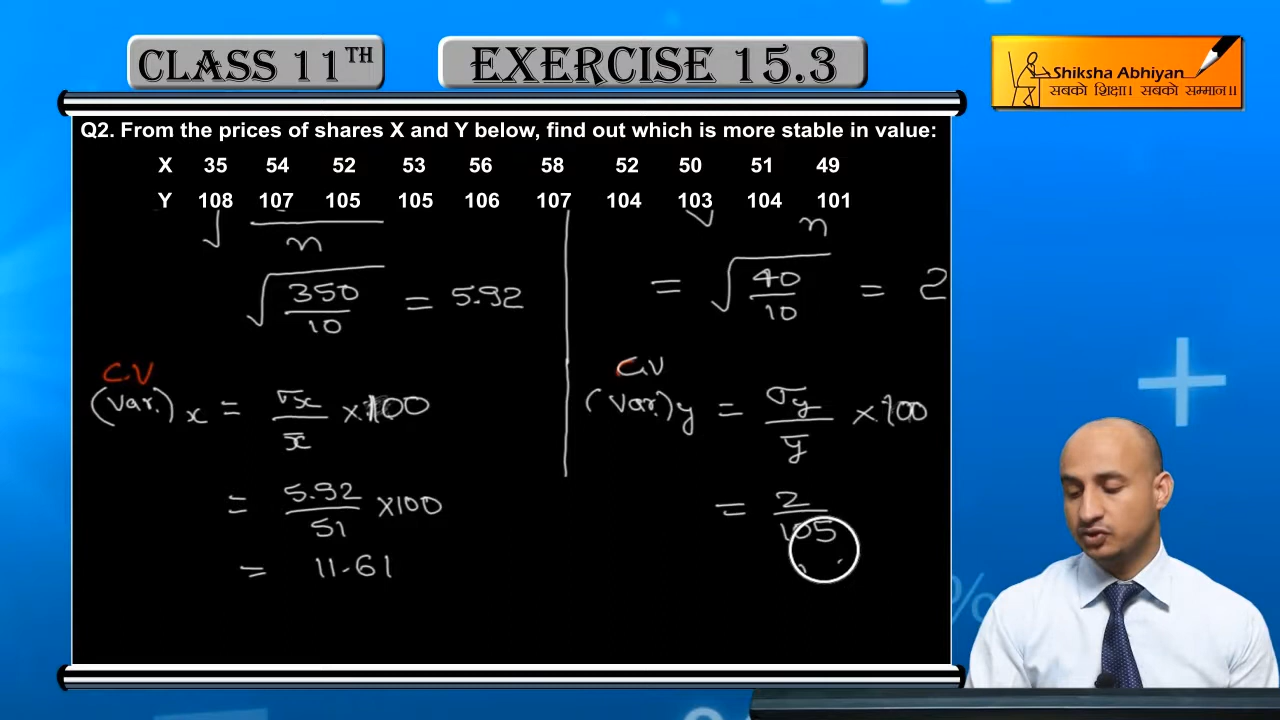 CLASS 11TH
EXERCISE 15.3
Shiksha Abhiyan
सबको शिक्षा। सबको सम्मान॥
Q2. From the prices of shares X and Y below, find out which is more stable in value:
X 35 54 52 53 56 58 52 50 51 49
Y 108 107 105 105 106 107 104 103 104 101
√ n
√ n
√350/10 = 5.92
= √40/10 = 2
C.V
(Var.)x = σx/x̄ ×100
C.V
(Var.)y = σy/ȳ ×100
= 5.92/51 ×100
= 11.61
= 2/105
%